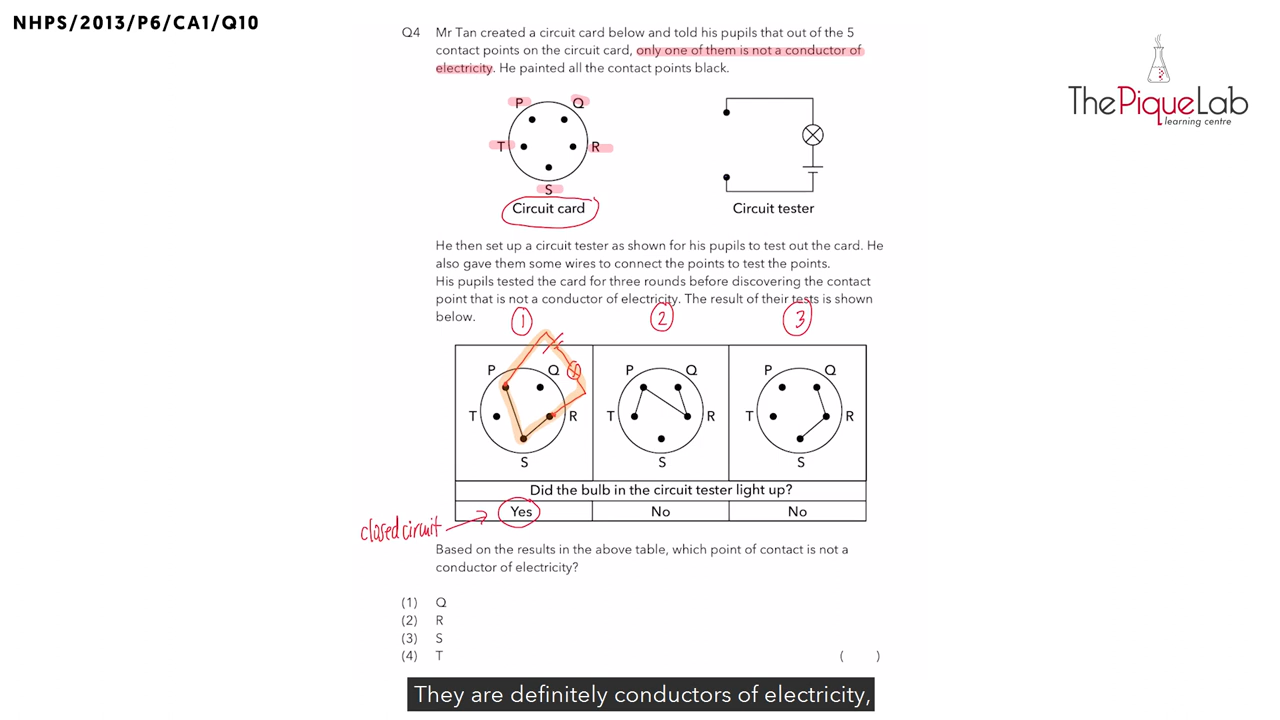 NHPS/2013/P6/CA1/Q10
Q4 Mr Tan created a circuit card below and told his pupils that out of the 5
contact points on the circuit card, only one of them is not a conductor of
electricity. He painted all the contact points black.
ThePiqueLab
learning centre
P Q
T R
S
Circuit card Circuit tester
He then set up a circuit tester as shown for his pupils to test out the card. He
also gave them some wires to connect the points to test the points.
His pupils tested the card for three rounds before discovering the contact
point that is not a conductor of electricity. The result of their tests is shown
below.
1 2 3
P Q P Q P Q
T R T R T R
S S S
Did the bulb in the circuit tester light up?
Yes No No
closed circuit
Based on the results in the above table, which point of contact is not a
conductor of electricity?
(1) Q
(2) R
(3) S
(4) T ( )
They are definitely conductors of electricity,